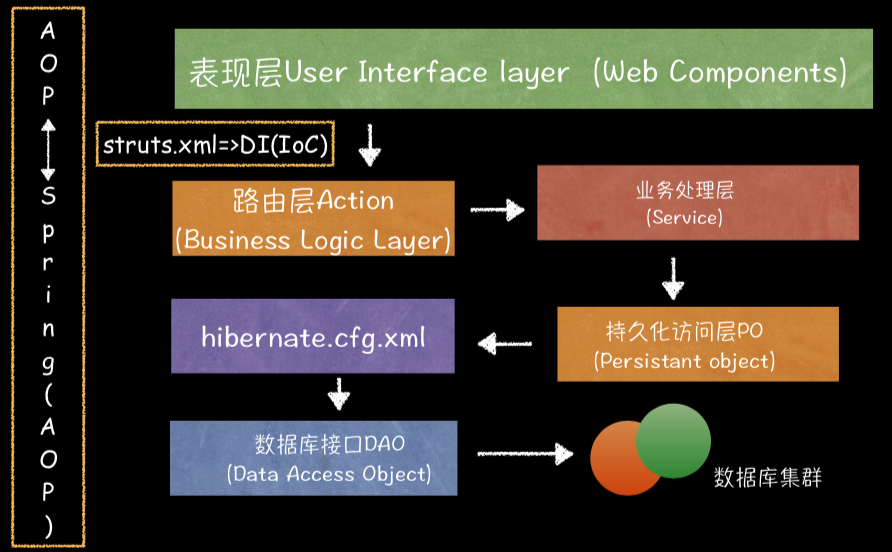 AOP
Spring(AOP)
表现层User Interface layer (Web Components)
struts.xml=>DI(IoC)
路由层Action
(Business Logic Layer)
业务处理层
(Service)
hibernate.cfg.xml
持久化访问层PO
(Persistant object)
数据库接口DAO
(Data Access Object)
数据库集群